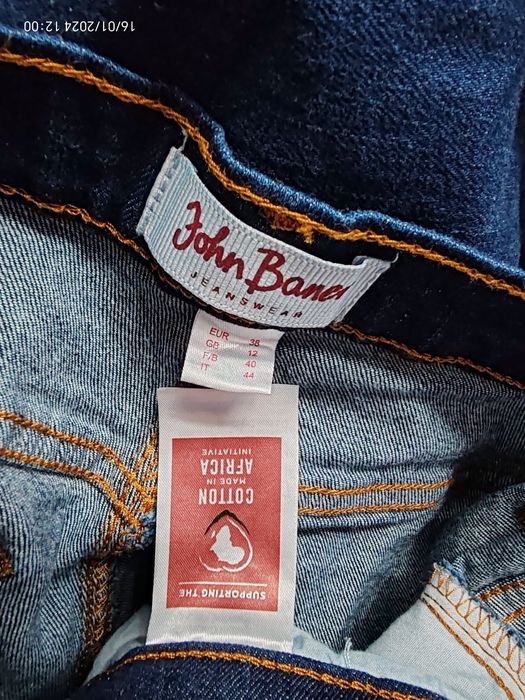 16/01/2024 12:00
John Baner
JEANSWEAR
EUR 38
GB 12
F/B 40
IT 44
SUPPORTING THE
COTTON
MADE IN
AFRICA
INITIATIVE